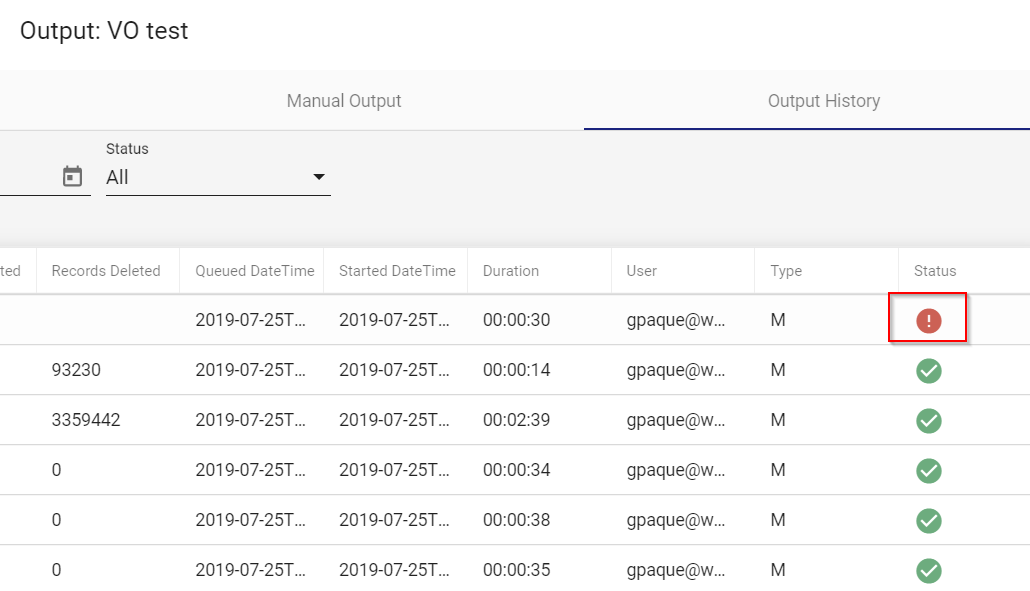 Output: VO test
Manual Output Output History
Status
All
ted Records Deleted Queued DateTime Started DateTime Duration User Type Status
2019-07-25T... 2019-07-25T... 00:00:30 gpaque@w... M
93230 2019-07-25T... 2019-07-25T... 00:00:14 gpaque@w... M
3359442 2019-07-25T... 2019-07-25T... 00:02:39 gpaque@w... M
0 2019-07-25T... 2019-07-25T... 00:00:34 gpaque@w... M
0 2019-07-25T... 2019-07-25T... 00:00:38 gpaque@w... M
0 2019-07-25T... 2019-07-25T... 00:00:35 gpaque@w... M